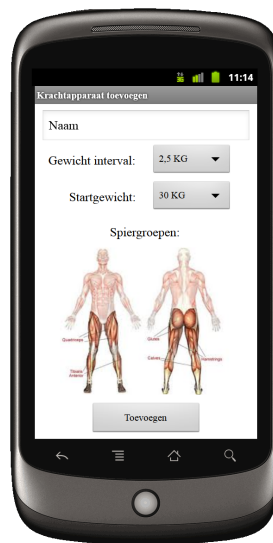 11:14
Krachtapparaat toevoegen
Naam
Gewicht interval: 2,5 KG
Startgewicht: 30 KG
Spiergroepen:
Quadriceps
Glutes
Tibialis Anterior
Calves
Hamstrings
Toevoegen